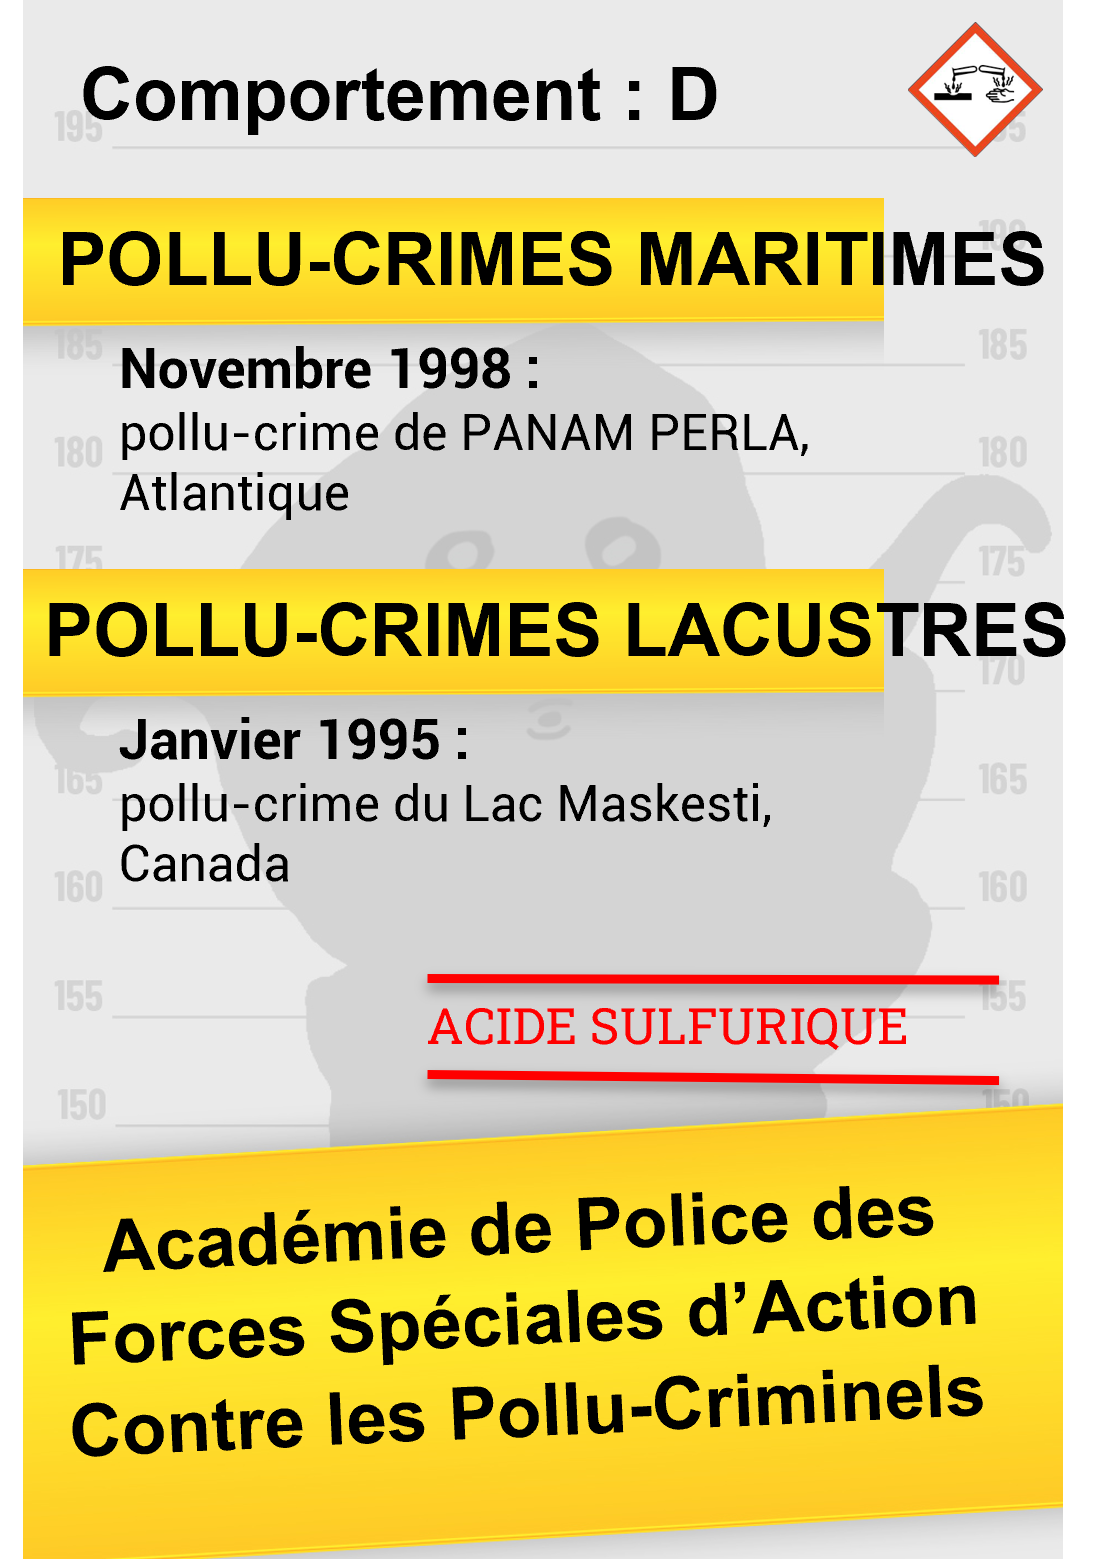 Comportement : D
195
195
POLLU-CRIMES MARITIMES
190
185
185
Novembre 1998 :
pollu-crime de PANAM PERLA,
180
180
Atlantique
175
175
POLLU-CRIMES LACUSTRES
170
Janvier 1995 :
165
165
pollu-crime du Lac Maskesti,
Canada
160
160
155
155
ACIDE SULFURIQUE
150
150
Académie de Police des
Forces Spéciales d’Action
Contre les Pollu-Criminels